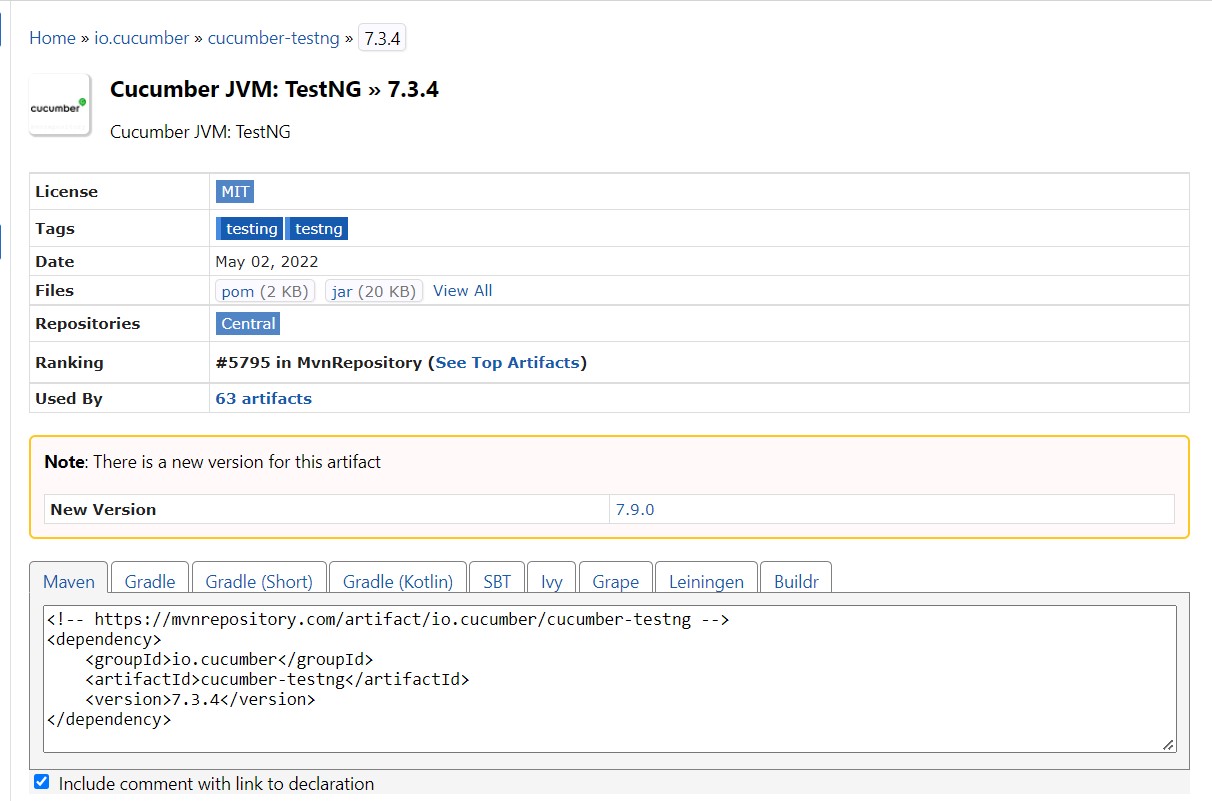 Home » io.cucumber » cucumber-testng » 7.3.4
cucumber
Cucumber JVM: TestNG » 7.3.4
Cucumber JVM: TestNG
License MIT
Tags testing testng
Date May 02, 2022
Files pom (2 KB) jar (20 KB) View All
Repositories Central
Ranking #5795 in MvnRepository (See Top Artifacts)
Used By 63 artifacts
Note: There is a new version for this artifact
New Version 7.9.0
Maven Gradle Gradle (Short) Gradle (Kotlin) SBT Ivy Grape Leiningen Buildr
<!-- https://mvnrepository.com/artifact/io.cucumber/cucumber-testng -->
<dependency>
    <groupId>io.cucumber</groupId>
    <artifactId>cucumber-testng</artifactId>
    <version>7.3.4</version>
</dependency>
Include comment with link to declaration